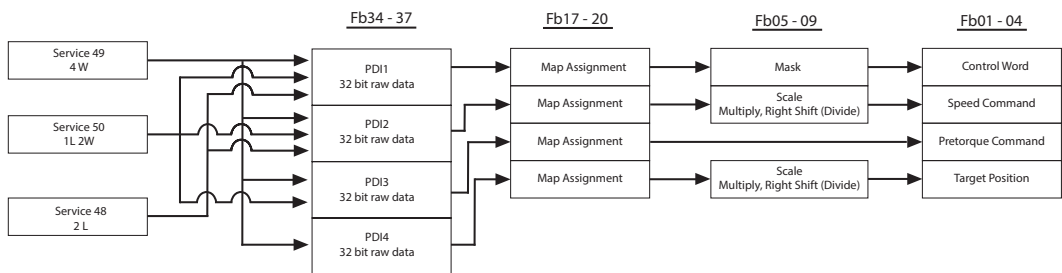 Fb34 - 37
Fb17 - 20
Fb05 - 09
Fb01 - 04
Service 49
4 W
Service 50
1L 2W
Service 48
2 L
PDI1
32 bit raw data
PDI2
32 bit raw data
PDI3
32 bit raw data
PDI4
32 bit raw data
Map Assignment
Map Assignment
Map Assignment
Map Assignment
Mask
Scale
Multiply, Right Shift (Divide)
Scale
Multiply, Right Shift (Divide)
Control Word
Speed Command
Pretorque Command
Target Position